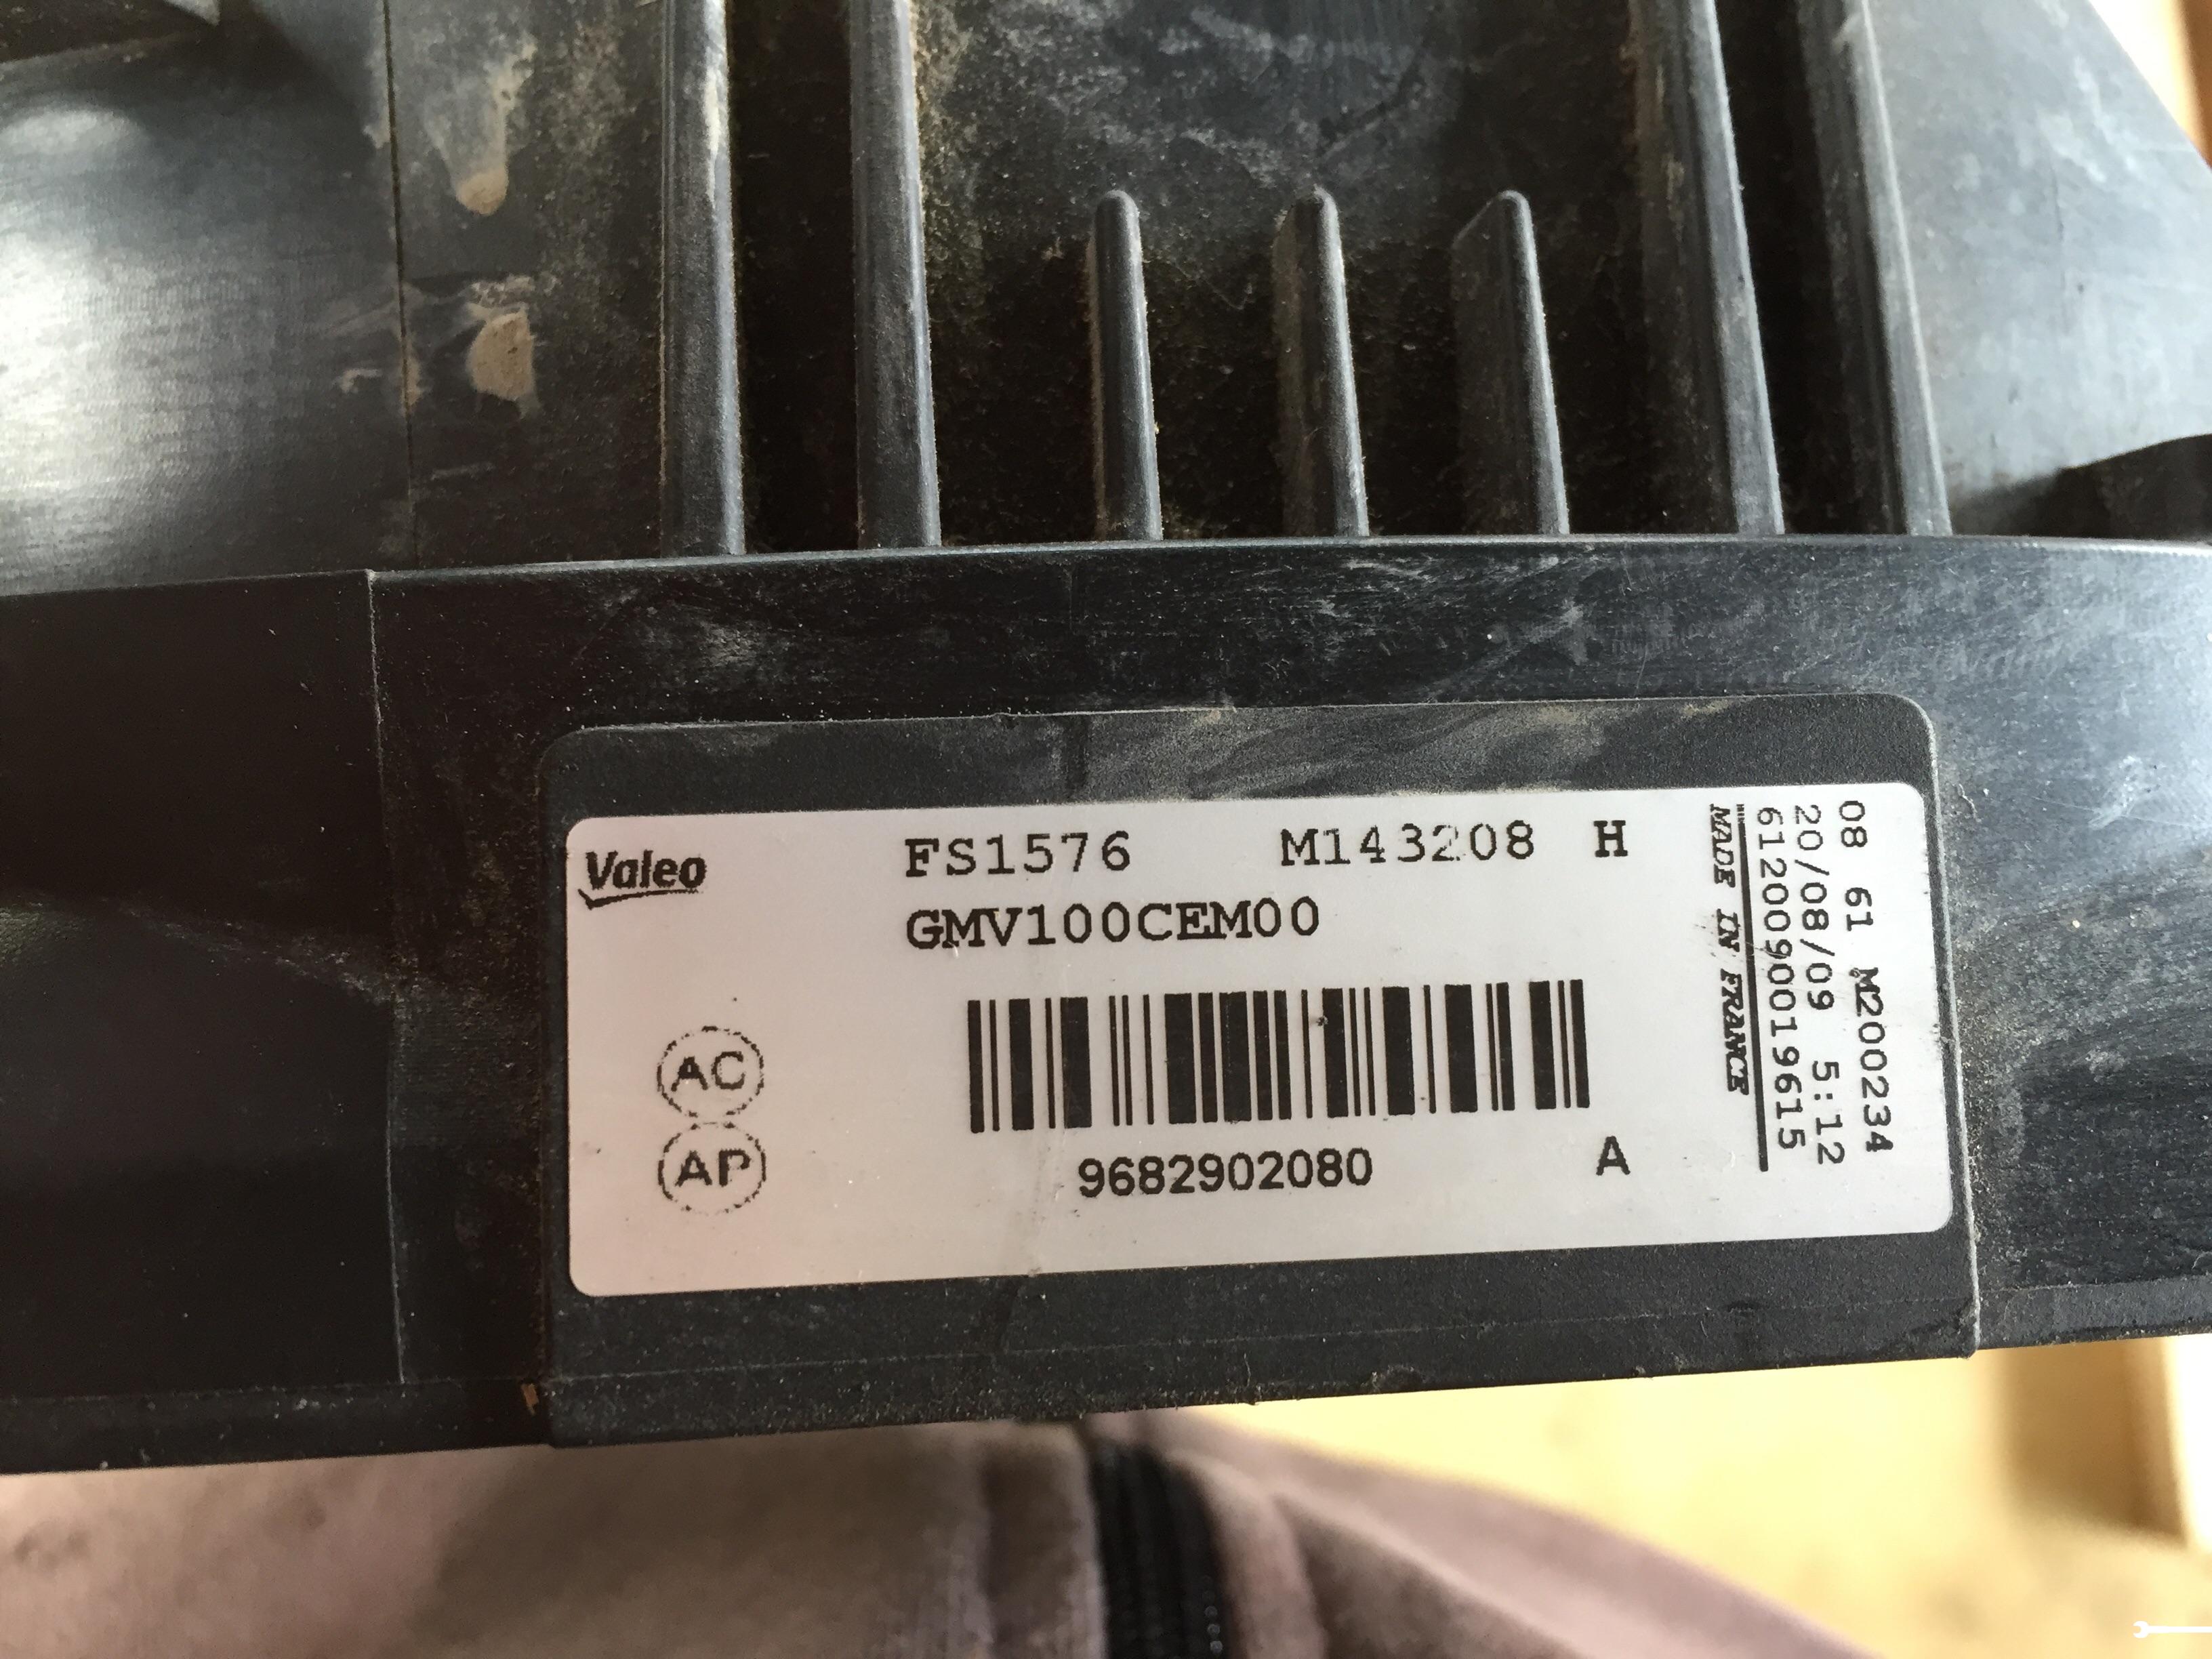 Valeo
FS1576 M143208 H
GMV100CEM00
AC
AP
9682902080 A
08 61 M200234
20/08/09 5:12
6120090019615
MADE IN FRANCE